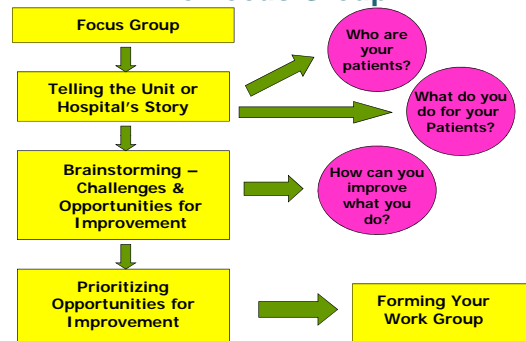 Focus Group
Focus Group
Who are
your
patients?
Telling the Unit or
Hospital's Story
What do you
do for your
Patients?
Brainstorming –
Challenges &
Opportunities for
Improvement
How can you
improve
what you
do?
Prioritizing
Opportunities for
Improvement
Forming Your
Work Group